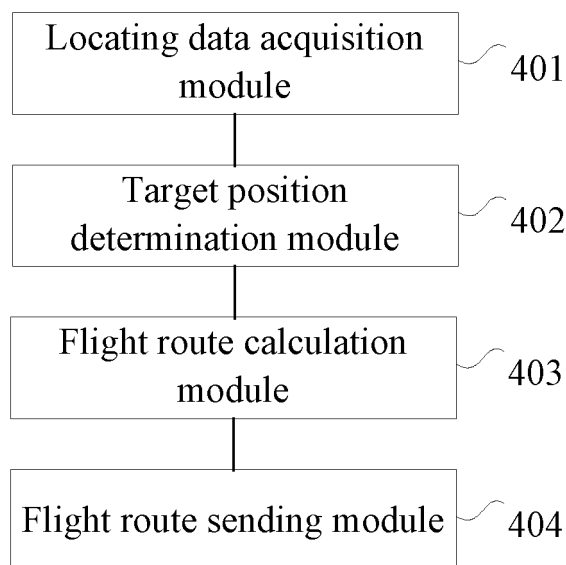 Locating data acquisition
module
401
Target position
determination module
402
Flight route calculation
module
403
Flight route sending module
404